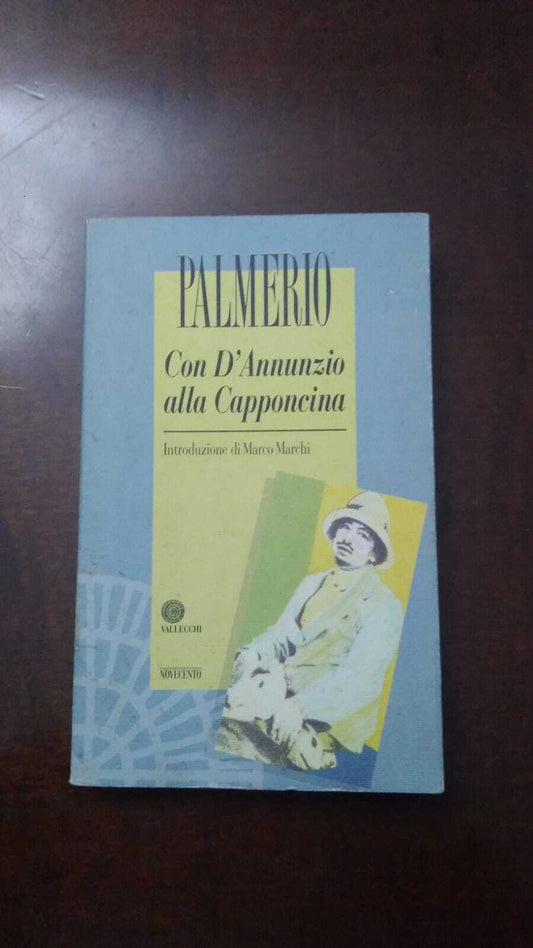 PALMERIO
Con D'Annunzio
alla Capponcina
Introduzione di Marco Marchi
VALLECCHI
NOVECENTO